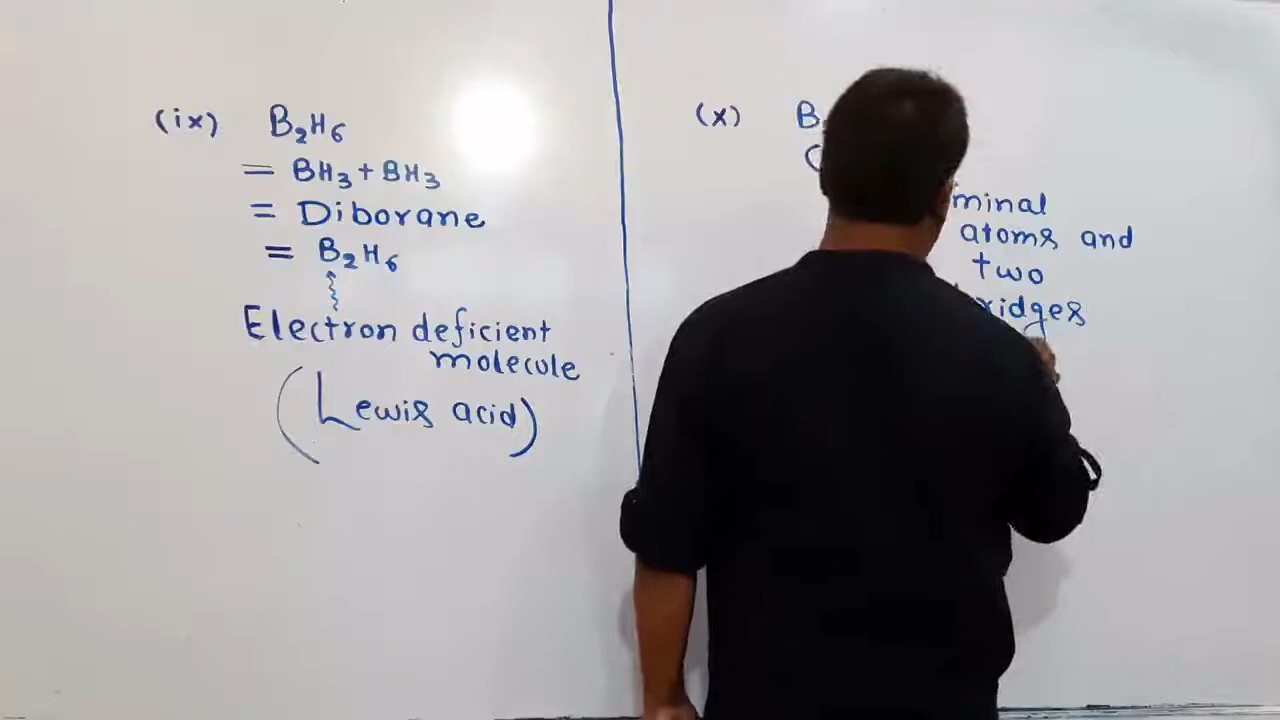 (ix) B₂H₆
= BH₃ + BH₃
= Diborane
= B₂H₆
Electron deficient
molecule
(Lewis acid)
(x) B
minal
atoms and
two
ridges